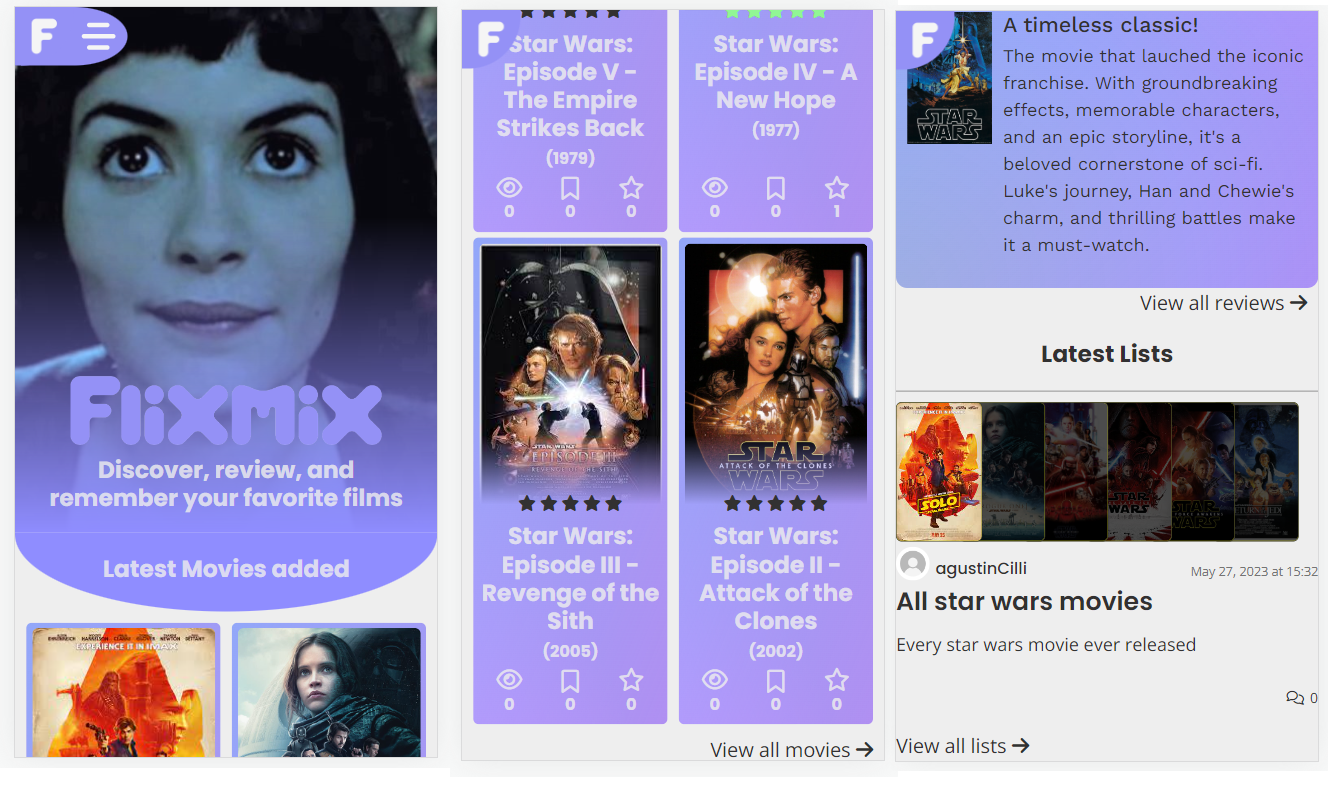 F
FliXMiX
Discover, review, and
remember your favorite films
Latest Movies added
EXPERIENCE IT IN IMAX
F
Star Wars:
Episode V -
The Empire
Strikes Back
(1979)
0 0 0
Star Wars:
Episode IV - A
New Hope
(1977)
0 0 1
STAR WARS
EPISODE III
REVENGE OF THE SITH
Star Wars:
Episode III -
Revenge of the
Sith
(2005)
0 0 0
STAR
ATTACK OF THE CLONES
WARS
Star Wars:
Episode II -
Attack of the
Clones
(2002)
0 0 0
View all movies
F
STAR
WARS
A timeless classic!
The movie that lauched the iconic
franchise. With groundbreaking
effects, memorable characters,
and an epic storyline, it's a
beloved cornerstone of sci-fi.
Luke's journey, Han and Chewie's
charm, and thrilling battles make
it a must-watch.
View all reviews
Latest Lists
SOLO
STAR
WARS
STAR
WARS
agustinCilli
May 27, 2023 at 15:32
All star wars movies
Every star wars movie ever released
0
View all lists